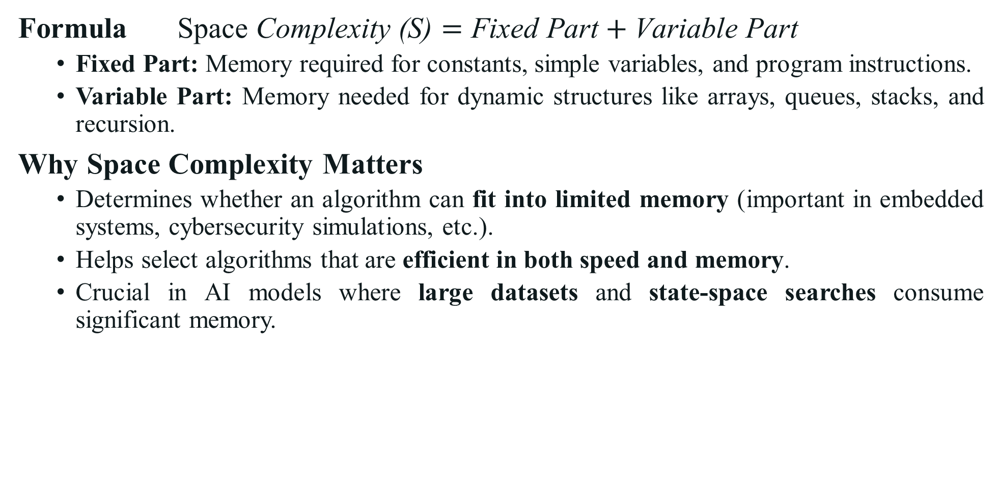 Formula Space Complexity (S) = Fixed Part + Variable Part
• Fixed Part: Memory required for constants, simple variables, and program instructions.
• Variable Part: Memory needed for dynamic structures like arrays, queues, stacks, and
recursion.
Why Space Complexity Matters
• Determines whether an algorithm can fit into limited memory (important in embedded
systems, cybersecurity simulations, etc.).
• Helps select algorithms that are efficient in both speed and memory.
• Crucial in AI models where large datasets and state-space searches consume
significant memory.